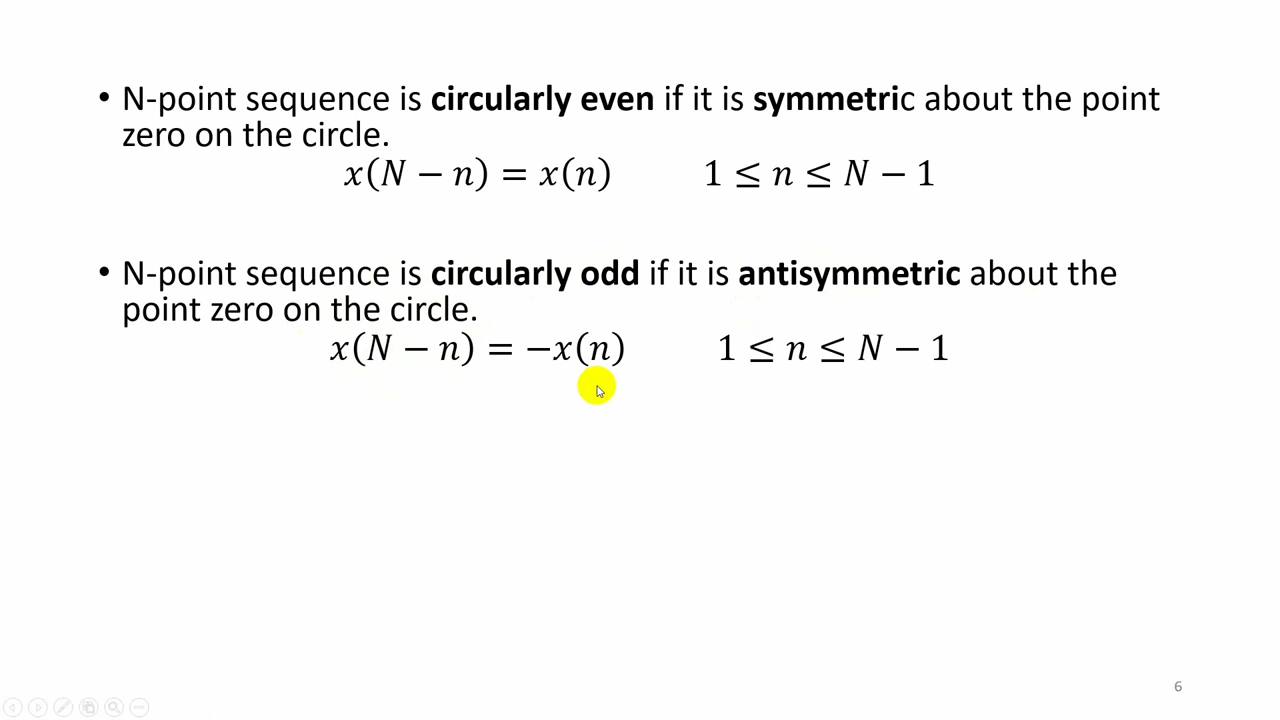 • N-point sequence is circularly even if it is symmetric about the point
zero on the circle.
x(N − n) = x(n) 1 ≤ n ≤ N − 1
• N-point sequence is circularly odd if it is antisymmetric about the
point zero on the circle.
x(N − n) = −x(n) 1 ≤ n ≤ N − 1
6